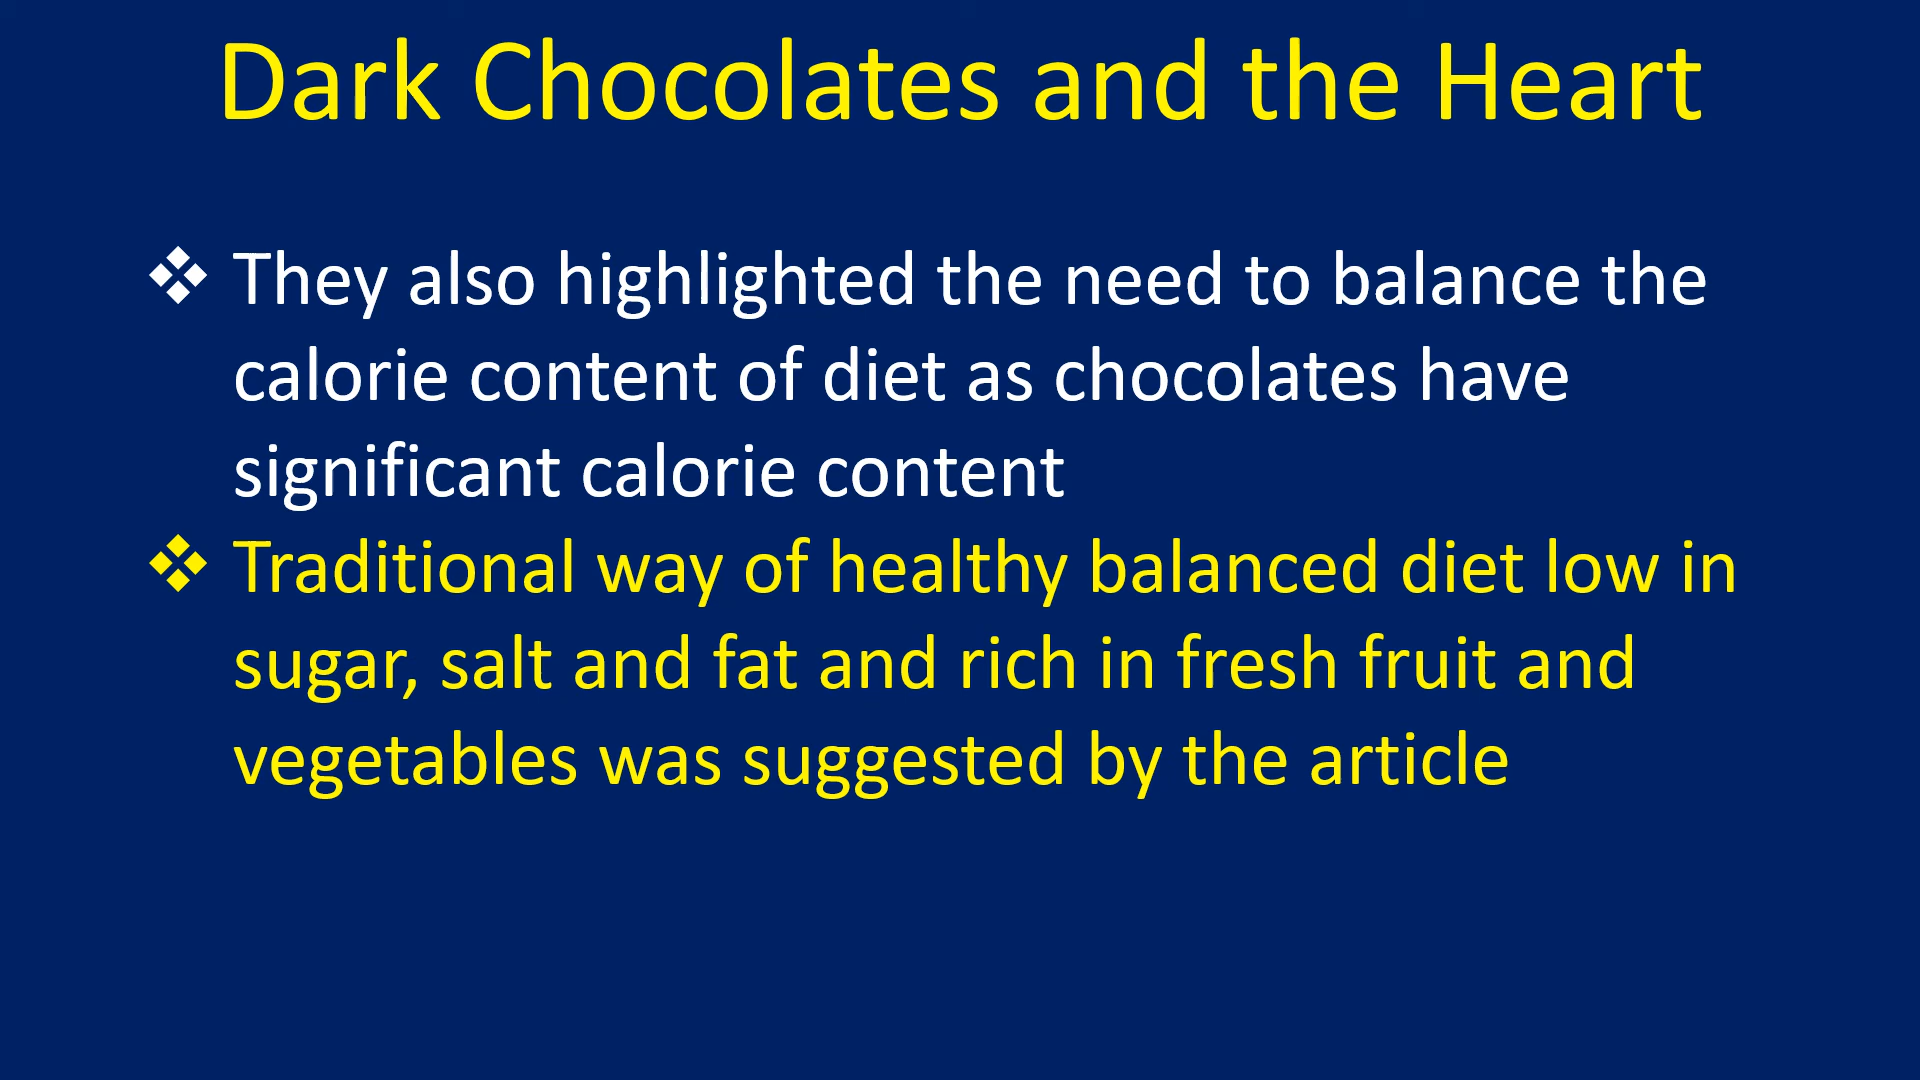 Dark Chocolates and the Heart
❖ They also highlighted the need to balance the
calorie content of diet as chocolates have
significant calorie content
❖ Traditional way of healthy balanced diet low in
sugar, salt and fat and rich in fresh fruit and
vegetables was suggested by the article